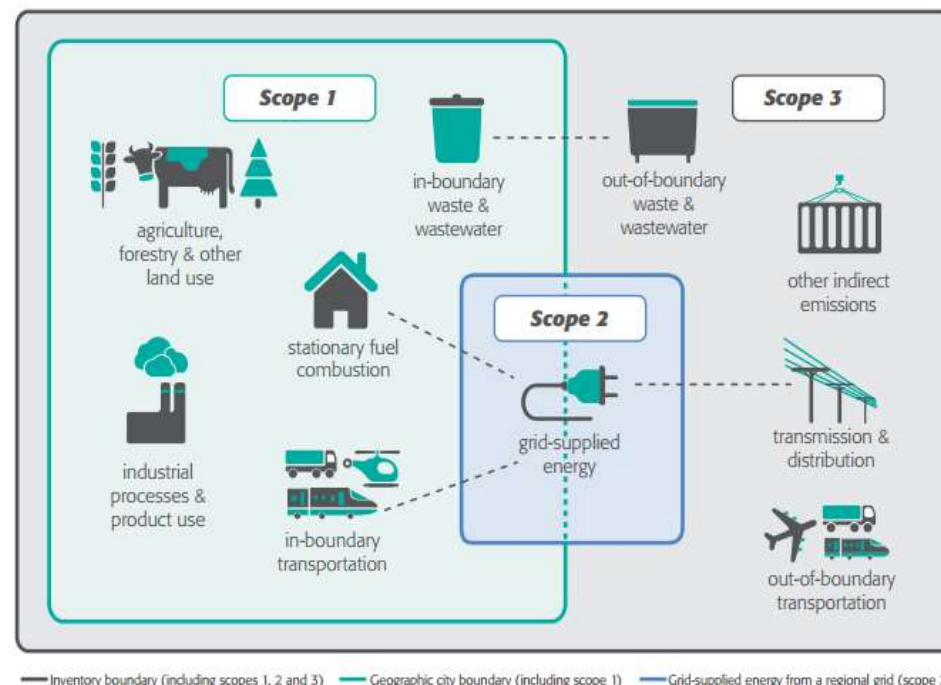 Scope 1
Scope 3
in-boundary
waste &
wastewater
out-of-boundary
waste &
wastewater
agriculture,
forestry & other
land use
other indirect
emissions
Scope 2
stationary fuel
combustion
grid-supplied
energy
transmission &
distribution
industrial
processes &
product use
in-boundary
transportation
out-of-boundary
transportation
Inventory boundary (including scopes 1, 2 and 3) Geographic city boundary (including scope 1) Grid-supplied energy from a regional grid (scope